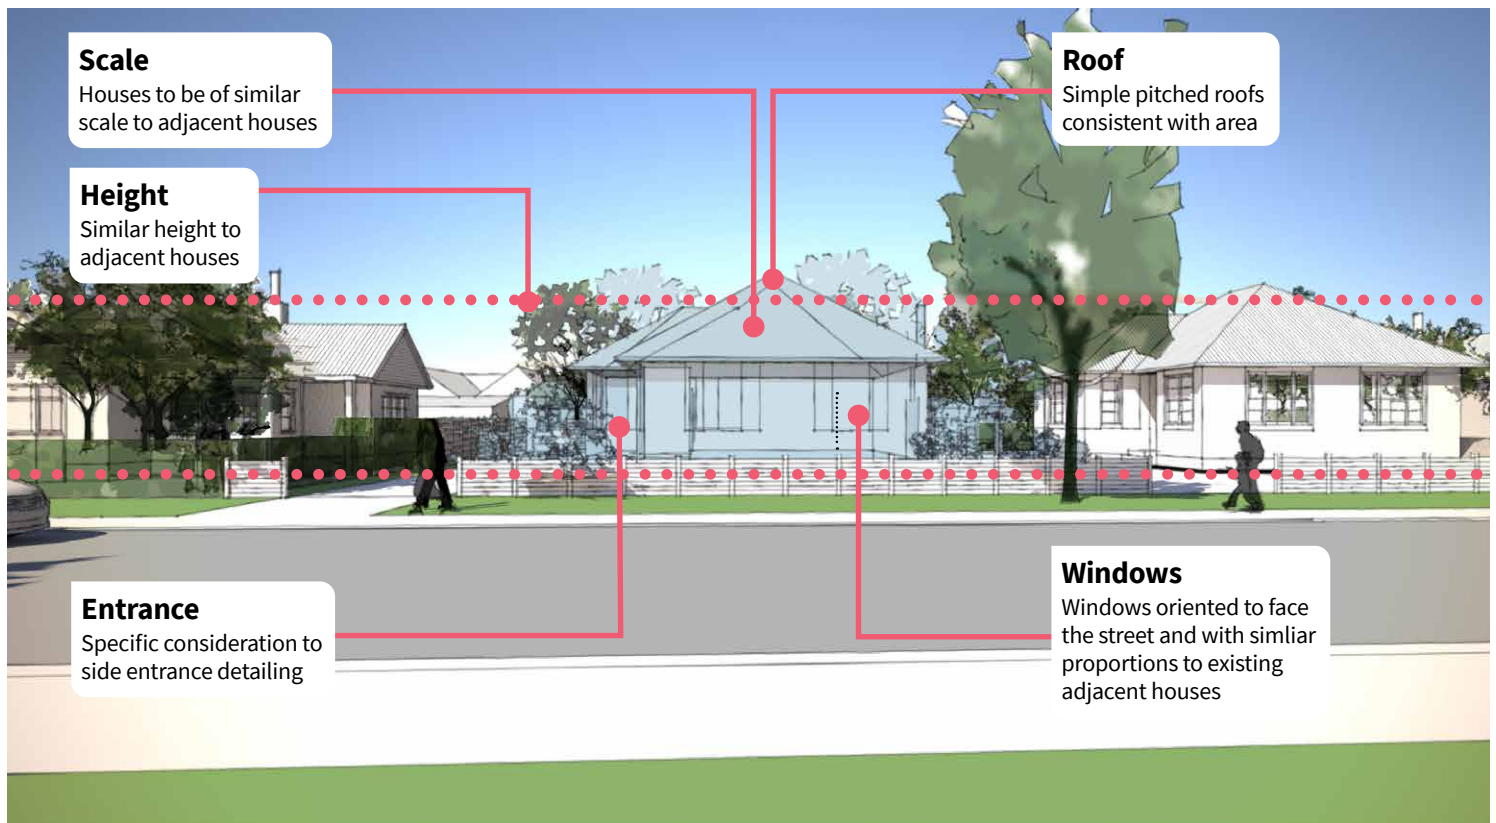 Scale
Houses to be of similar
scale to adjacent houses
Roof
Simple pitched roofs
consistent with area
Height
Similar height to
adjacent houses
Entrance
Specific consideration to
side entrance detailing
Windows
Windows oriented to face
the street and with simliar
proportions to existing
adjacent houses